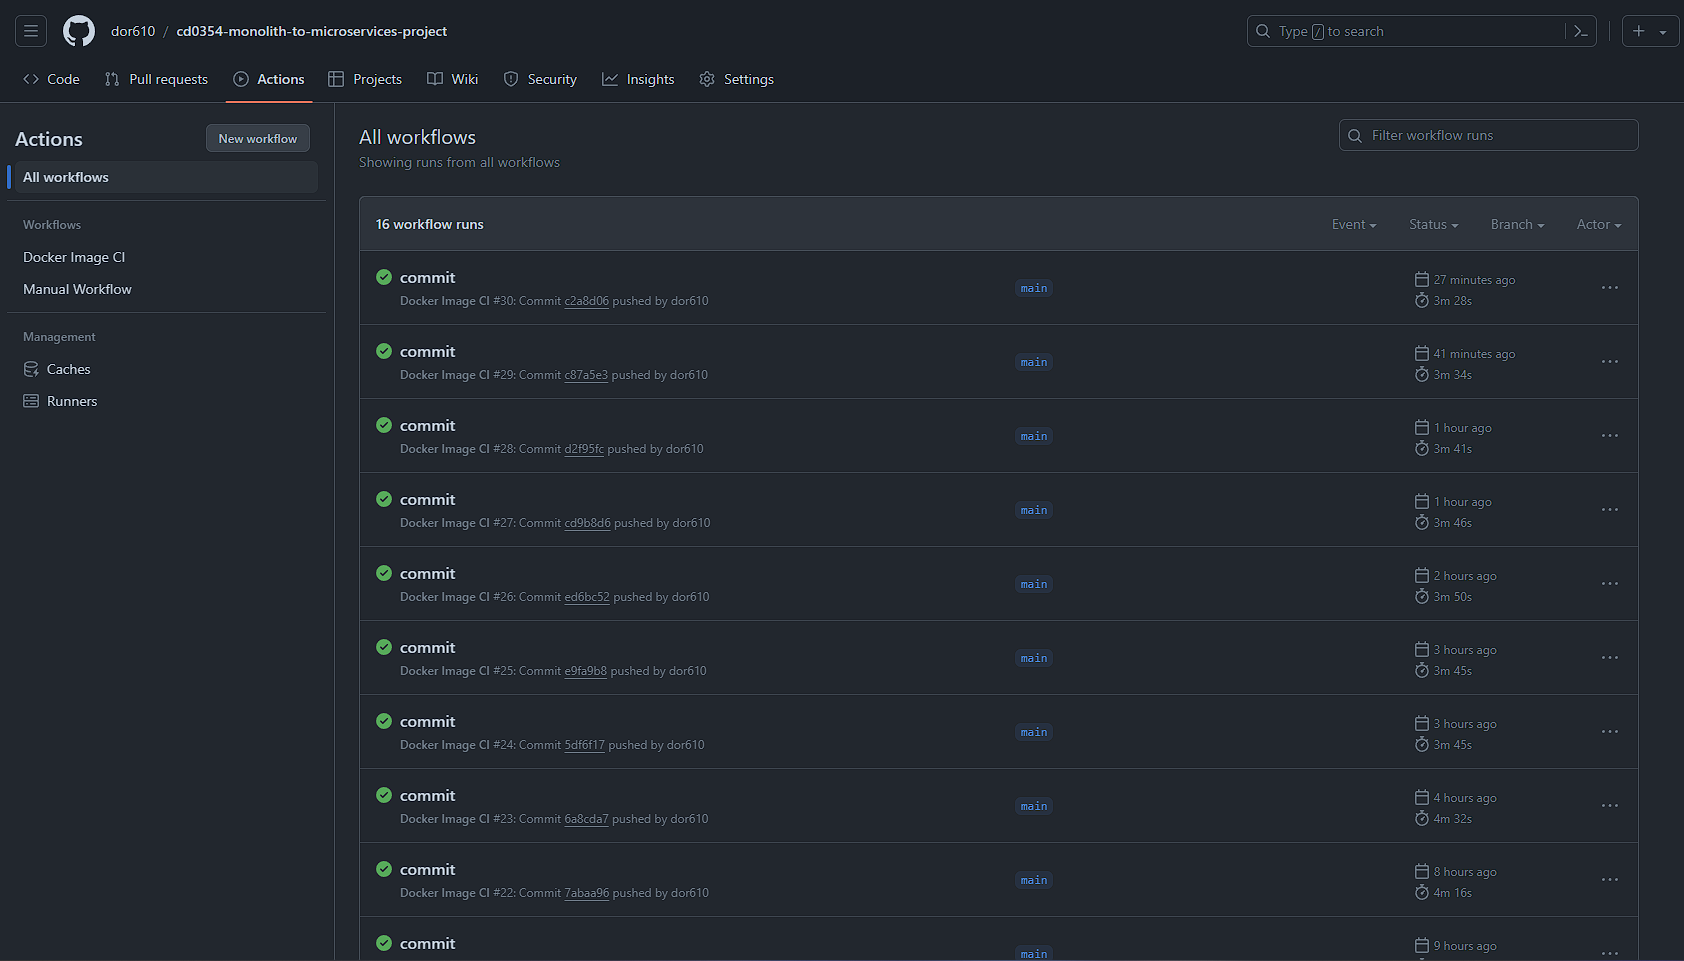 dor610 / cd0354-monolith-to-microservices-project
Type / to search
Code Pull requests Actions Projects Wiki Security Insights Settings
Actions
New workflow
All workflows
Workflows
Docker Image CI
Manual Workflow
Management
Caches
Runners
All workflows
Showing runs from all workflows
Filter workflow runs
16 workflow runs
Event Status Branch Actor
commit
Docker Image CI #30: Commit c2a8d06 pushed by dor610
main
27 minutes ago
3m 28s
commit
Docker Image CI #29: Commit c87a5e3 pushed by dor610
main
41 minutes ago
3m 34s
commit
Docker Image CI #28: Commit d2f95fc pushed by dor610
main
1 hour ago
3m 41s
commit
Docker Image CI #27: Commit cd9b8d6 pushed by dor610
main
1 hour ago
3m 46s
commit
Docker Image CI #26: Commit ed6bc52 pushed by dor610
main
2 hours ago
3m 50s
commit
Docker Image CI #25: Commit e9fa9b8 pushed by dor610
main
3 hours ago
3m 45s
commit
Docker Image CI #24: Commit 5df6f17 pushed by dor610
main
3 hours ago
3m 45s
commit
Docker Image CI #23: Commit 6a8cda7 pushed by dor610
main
4 hours ago
4m 32s
commit
Docker Image CI #22: Commit 7abaa96 pushed by dor610
main
8 hours ago
4m 16s
commit
main
9 hours ago